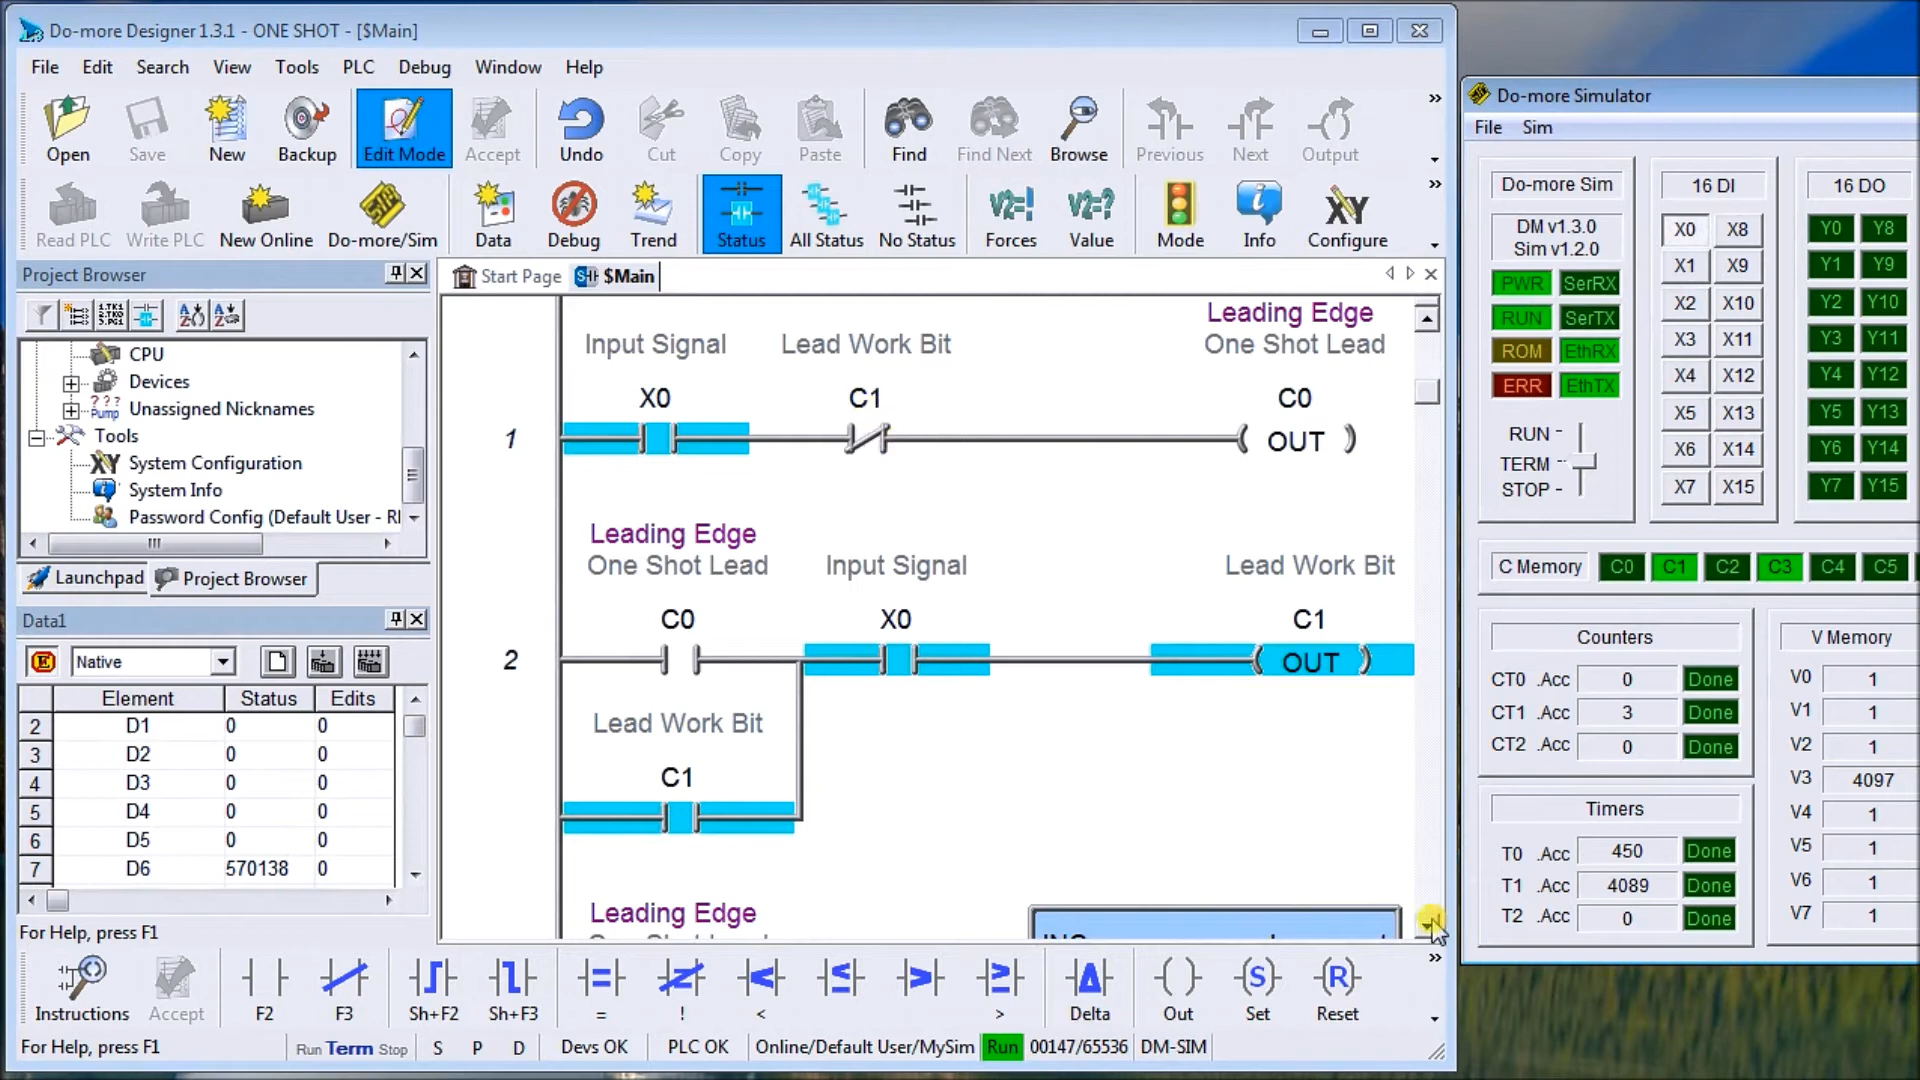 Do-more Designer 1.3.1 - ONE SHOT - [$Main]
File Edit Search View Tools PLC Debug Window Help
Open Save New Backup Edit Mode Accept Undo Cut Copy Paste Find Find Next Browse Previous Next Output
Read PLC Write PLC New Online Do-more/Sim Data Debug Trend Status All Status No Status Forces Value Mode Info Configure
Project Browser
CPU
Devices
Unassigned Nicknames
Tools
System Configuration
System Info
Password Config (Default User - RI
Launchpad Project Browser
Data1
Native
Element Status Edits
2 D1 0 0
3 D2 0 0
4 D3 0 0
5 D4 0 0
6 D5 0 0
7 D6 570138 0
For Help, press F1
Start Page $Main
Leading Edge
Input Signal Lead Work Bit One Shot Lead
X0 C1 C0
1 OUT
Leading Edge
One Shot Lead Input Signal Lead Work Bit
C0 X0 C1
2 OUT
Lead Work Bit
C1
Leading Edge
Instructions Accept F2 F3 Sh+F2 Sh+F3 = ! < > Delta Out Set Reset
For Help, press F1 Run Term Stop S P D Devs OK PLC OK Online/Default User/MySim Run 00147/65536 DM-SIM
Do-more Simulator
File Sim
Do-more Sim
DM v1.3.0
Sim v1.2.0
PWR SerRX
RUN SerTX
ROM EthRX
ERR EthTX
RUN
TERM
STOP
16 DI
X0 X8
X1 X9
X2 X10
X3 X11
X4 X12
X5 X13
X6 X14
X7 X15
16 DO
Y0 Y8
Y1 Y9
Y2 Y10
Y3 Y11
Y4 Y12
Y5 Y13
Y6 Y14
Y7 Y15
C Memory C0 C1 C2 C3 C4 C5
Counters
CT0 .Acc 0 Done
CT1 .Acc 3 Done
CT2 .Acc 0 Done
Timers
T0 .Acc 450 Done
T1 .Acc 4089 Done
T2 .Acc 0 Done
V Memory
V0 1
V1 1
V2 1
V3 4097
V4 1
V5 1
V6 1
V7 1